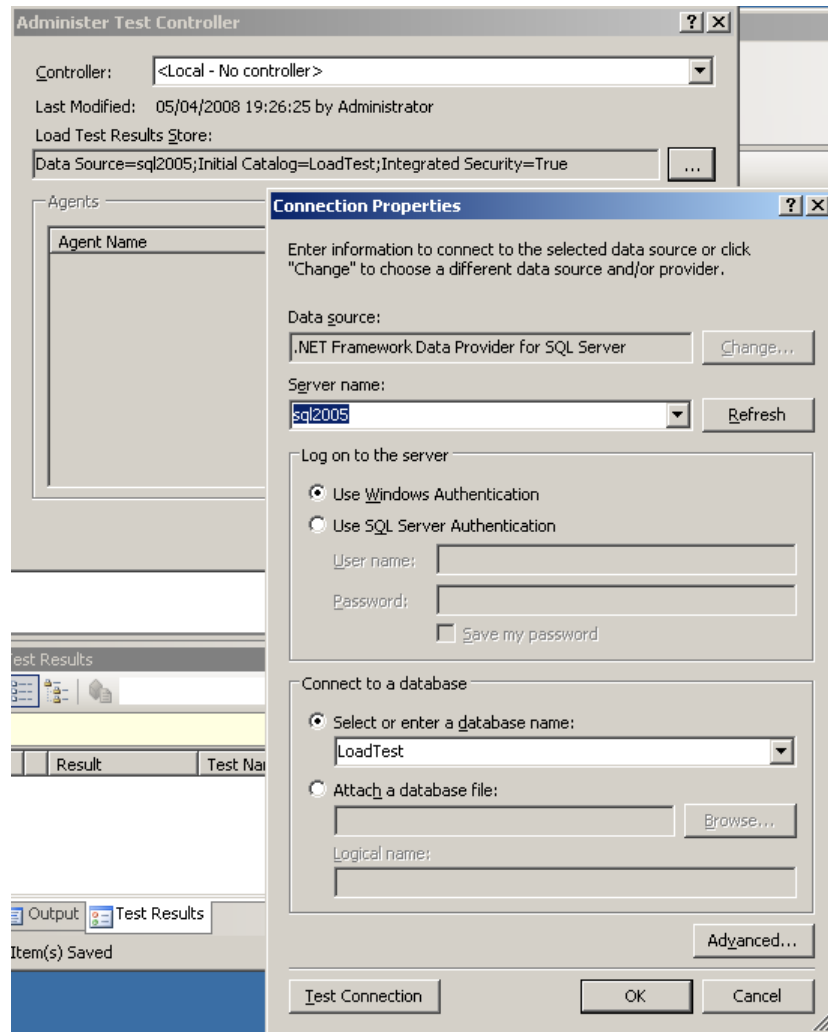 Administer Test Controller
Controller:
<Local - No controller>
Last Modified: 05/04/2008 19:26:25 by Administrator
Load Test Results Store:
Data Source=sql2005;Initial Catalog=LoadTest;Integrated Security=True
...
Agents
Agent Name
Connection Properties
Enter information to connect to the selected data source or click
"Change" to choose a different data source and/or provider.
Data source:
.NET Framework Data Provider for SQL Server
Change...
Server name:
sql2005
Refresh
Log on to the server
Use Windows Authentication
Use SQL Server Authentication
User name:
Password:
Save my password
Connect to a database
Select or enter a database name:
LoadTest
Attach a database file:
Browse...
Logical name:
Advanced...
Test Connection
OK
Cancel
est Results
Result
Test Na
Output
Test Results
Item(s) Saved